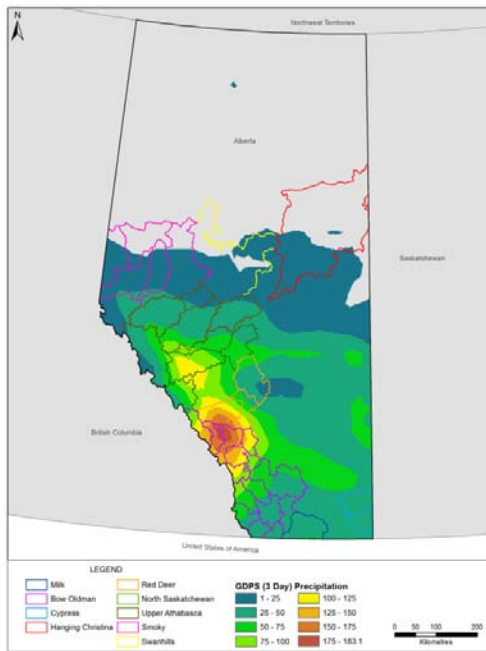 Northwest Territories
N
Alberta
Saskatchewan
British Columbia
United States of America
LEGEND
Milk
Bow Oldman
Cypress
Hanging Christina
Red Deer
North Saskatchewan
Upper Athabasca
Smoky
Swanhills
GDPS (3 Day) Precipitation
1 - 25
25 - 50
50 - 75
75 - 100
100 - 125
125 - 150
150 - 175
175 - 183.1
0 50 100 200
Kilometres